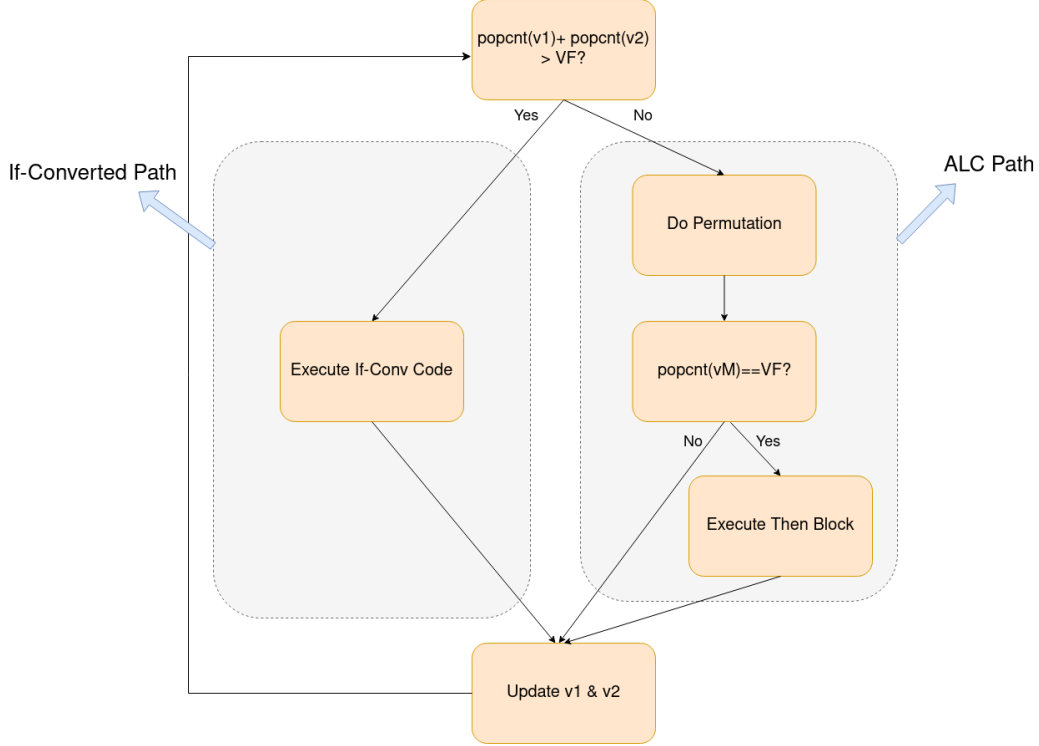 popcnt(v1)+ popcnt(v2)
> VF?
Yes
No
If-Converted Path
ALC Path
Do Permutation
Execute If-Conv Code
popcnt(vM)==VF?
No
Yes
Execute Then Block
Update v1 & v2